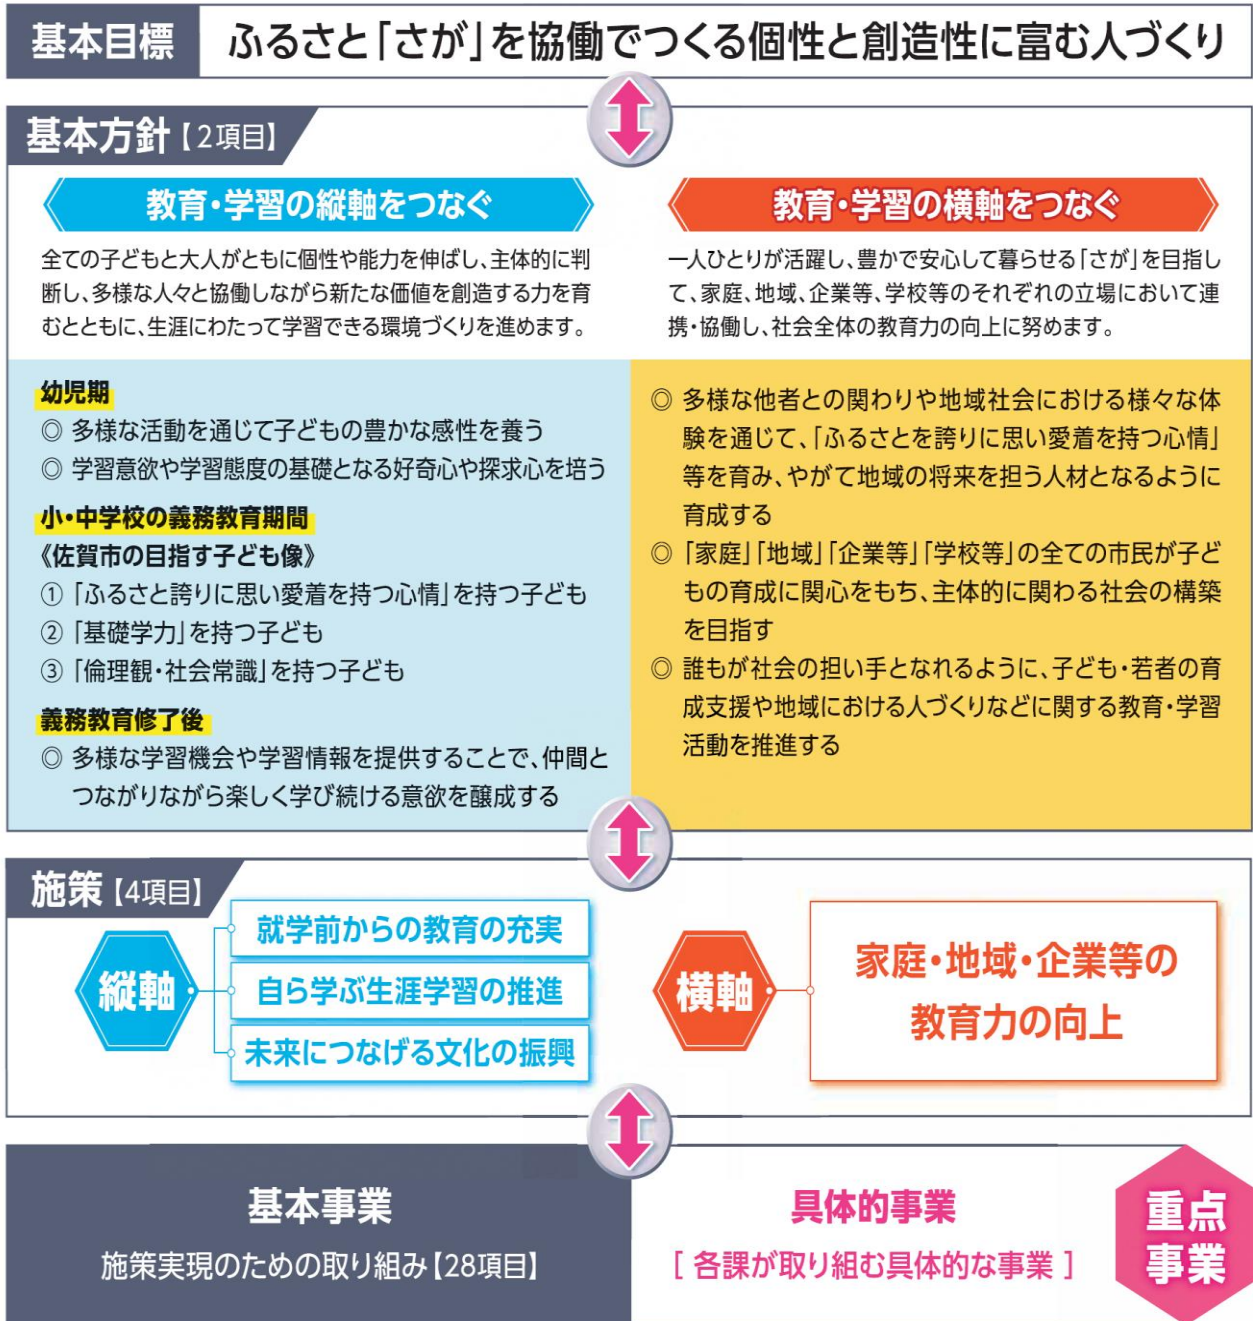 基本目標
ふるさと「さが」を協働でつくる個性と創造性に富む人づくり
基本方針【2項目】
教育・学習の縦軸をつなぐ
全ての子どもと大人がともに個性や能力を伸ばし、主体的に判
断し、多様な人々と協働しながら新たな価値を創造する力を育
むとともに、生涯にわたって学習できる環境づくりを進めます。
幼児期
◎ 多様な活動を通じて子どもの豊かな感性を養う
◎ 学習意欲や学習態度の基礎となる好奇心や探求心を培う
小・中学校の義務教育期間
《佐賀市の目指す子ども像》
①「ふるさと誇りに思い愛着を持つ心情」を持つ子ども
②「基礎学力」を持つ子ども
③「倫理観・社会常識」を持つ子ども
義務教育修了後
◎ 多様な学習機会や学習情報を提供することで、仲間と
つながりながら楽しく学び続ける意欲を醸成する
教育・学習の横軸をつなぐ
一人ひとりが活躍し、豊かで安心して暮らせる「さが」を目指し
て、家庭、地域、企業等、学校等のそれぞれの立場において連
携・協働し、社会全体の教育力の向上に努めます。
◎ 多様な他者との関わりや地域社会における様々な体
験を通じて、「ふるさとを誇りに思い愛着を持つ心情」
等を育み、やがて地域の将来を担う人材となるように
育成する
◎「家庭」「地域」「企業等」「学校等」の全ての市民が子ど
もの育成に関心をもち、主体的に関わる社会の構築
を目指す
◎ 誰もが社会の担い手となれるように、子ども・若者の育
成支援や地域における人づくりなどに関する教育・学習
活動を推進する
施策【4項目】
縦軸
就学前からの教育の充実
自ら学ぶ生涯学習の推進
未来につなげる文化の振興
横軸
家庭・地域・企業等の
教育力の向上
基本事業
施策実現のための取り組み【28項目】
具体的事業
[ 各課が取り組む具体的な事業 ]
重点
事業